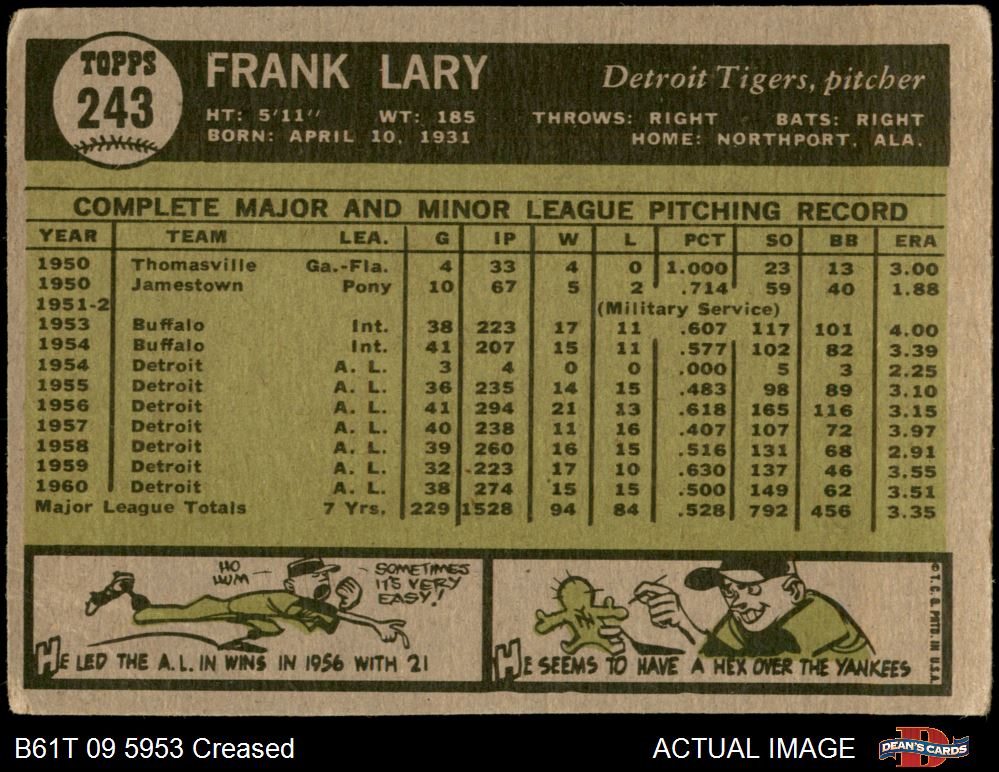 TOPPS
243
FRANK LARY
Detroit Tigers, pitcher
HT: 5'11" WT: 185 THROWS: RIGHT BATS: RIGHT
BORN: APRIL 10, 1931 HOME: NORTHPORT, ALA.
COMPLETE MAJOR AND MINOR LEAGUE PITCHING RECORD
YEAR TEAM LEA. G IP W L PCT SO BB ERA
1950 Thomasville Ga.-Fla. 4 33 4 0 1.000 23 13 3.00
1950 Jamestown Pony 10 67 5 2 .714 59 40 1.88
1951-2 (Military Service)
1953 Buffalo Int. 38 223 17 11 .607 117 101 4.00
1954 Buffalo Int. 41 207 15 11 .577 102 82 3.39
1954 Detroit A. L. 3 4 0 0 .000 5 3 2.25
1955 Detroit A. L. 36 235 14 15 .483 98 89 3.10
1956 Detroit A. L. 41 294 21 13 .618 165 116 3.15
1957 Detroit A. L. 40 238 11 16 .407 107 72 3.97
1958 Detroit A. L. 39 260 16 15 .516 131 68 2.91
1959 Detroit A. L. 32 223 17 10 .630 137 46 3.55
1960 Detroit A. L. 38 274 15 15 .500 149 62 3.51
Major League Totals 7 Yrs. 229 1528 94 84 .528 792 456 3.35
HO
HUM
SOMETIMES
IT'S VERY
EASY!
HE LED THE A.L. IN WINS IN 1956 WITH 21
NY
HE SEEMS TO HAVE A HEX OVER THE YANKEES
© T. C. G. PRTD. IN U.S.A.
B61T 09 5953 Creased
ACTUAL IMAGE
DEAN'S CARDS